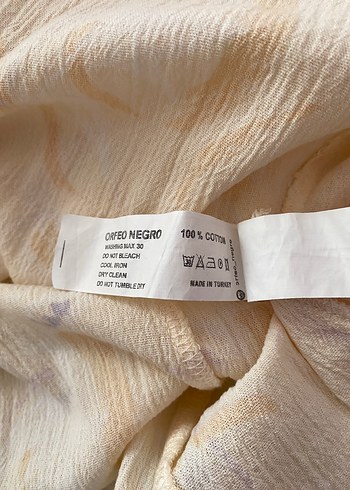 ORFEO NEGRO
WASHING MAX 30
DO NOT BLEACH
COOL IRON
DRY CLEAN
DO NOT TUMBLE DIY
100 % COTTON
MADE IN TURKEY